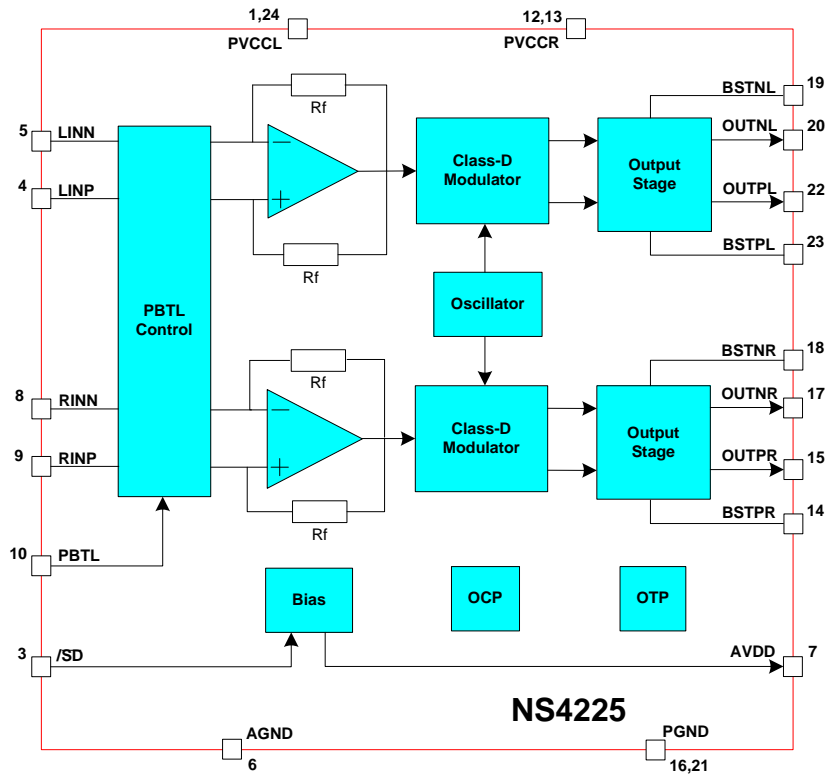 1,24
PVCCL
12,13
PVCCR
Rf
BSTNL
19
5
LINN
OUTNL
20
4
LINP
Class-D
Modulator
Output
Stage
OUTPL
22
Rf
BSTPL
23
PBTL
Control
Oscillator
BSTNR
18
Rf
8
RINN
OUTNR
17
Class-D
Modulator
Output
Stage
9
RINP
OUTPR
15
Rf
BSTPR
14
10
PBTL
Bias
OCP
OTP
3
/SD
AVDD
7
NS4225
AGND
6
PGND
16,21